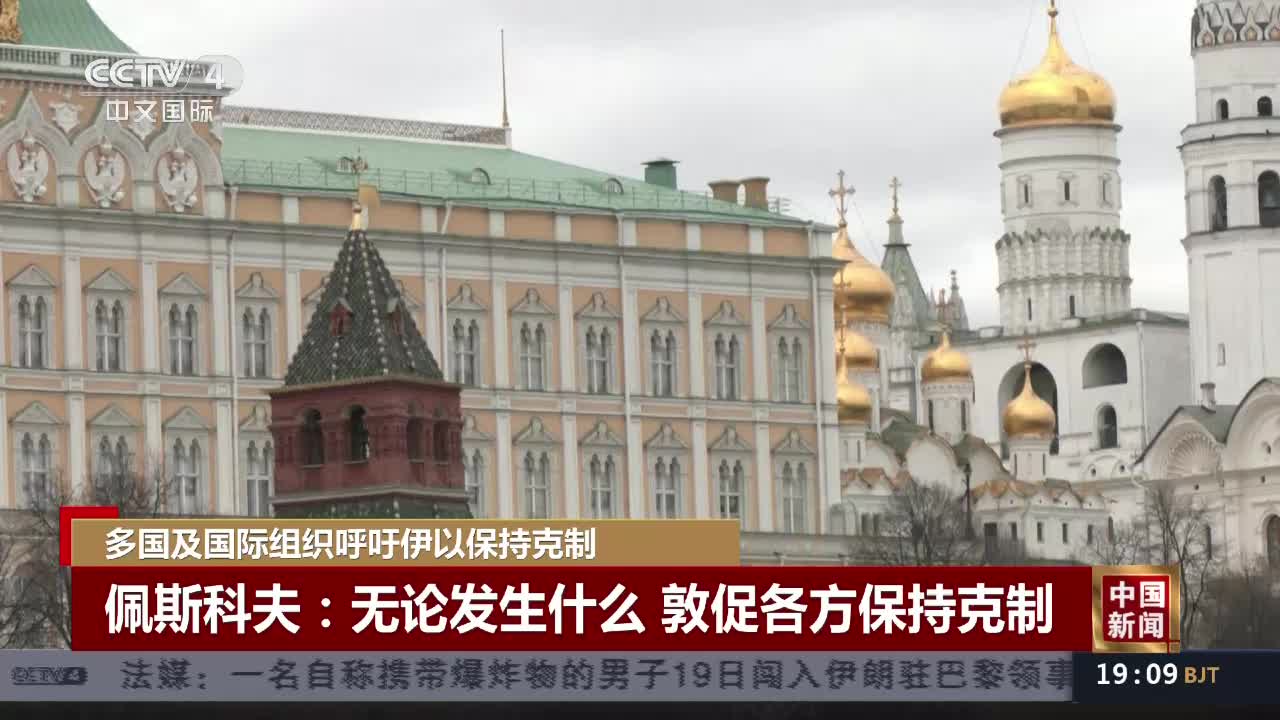 CCTV 4
中文国际
多国及国际组织呼吁伊以保持克制
佩斯科夫：无论发生什么 敦促各方保持克制
中国
新闻
CCTV 4 法媒：一名自称携带爆炸物的男子19日闯入伊朗驻巴黎领事
19:09 BJT